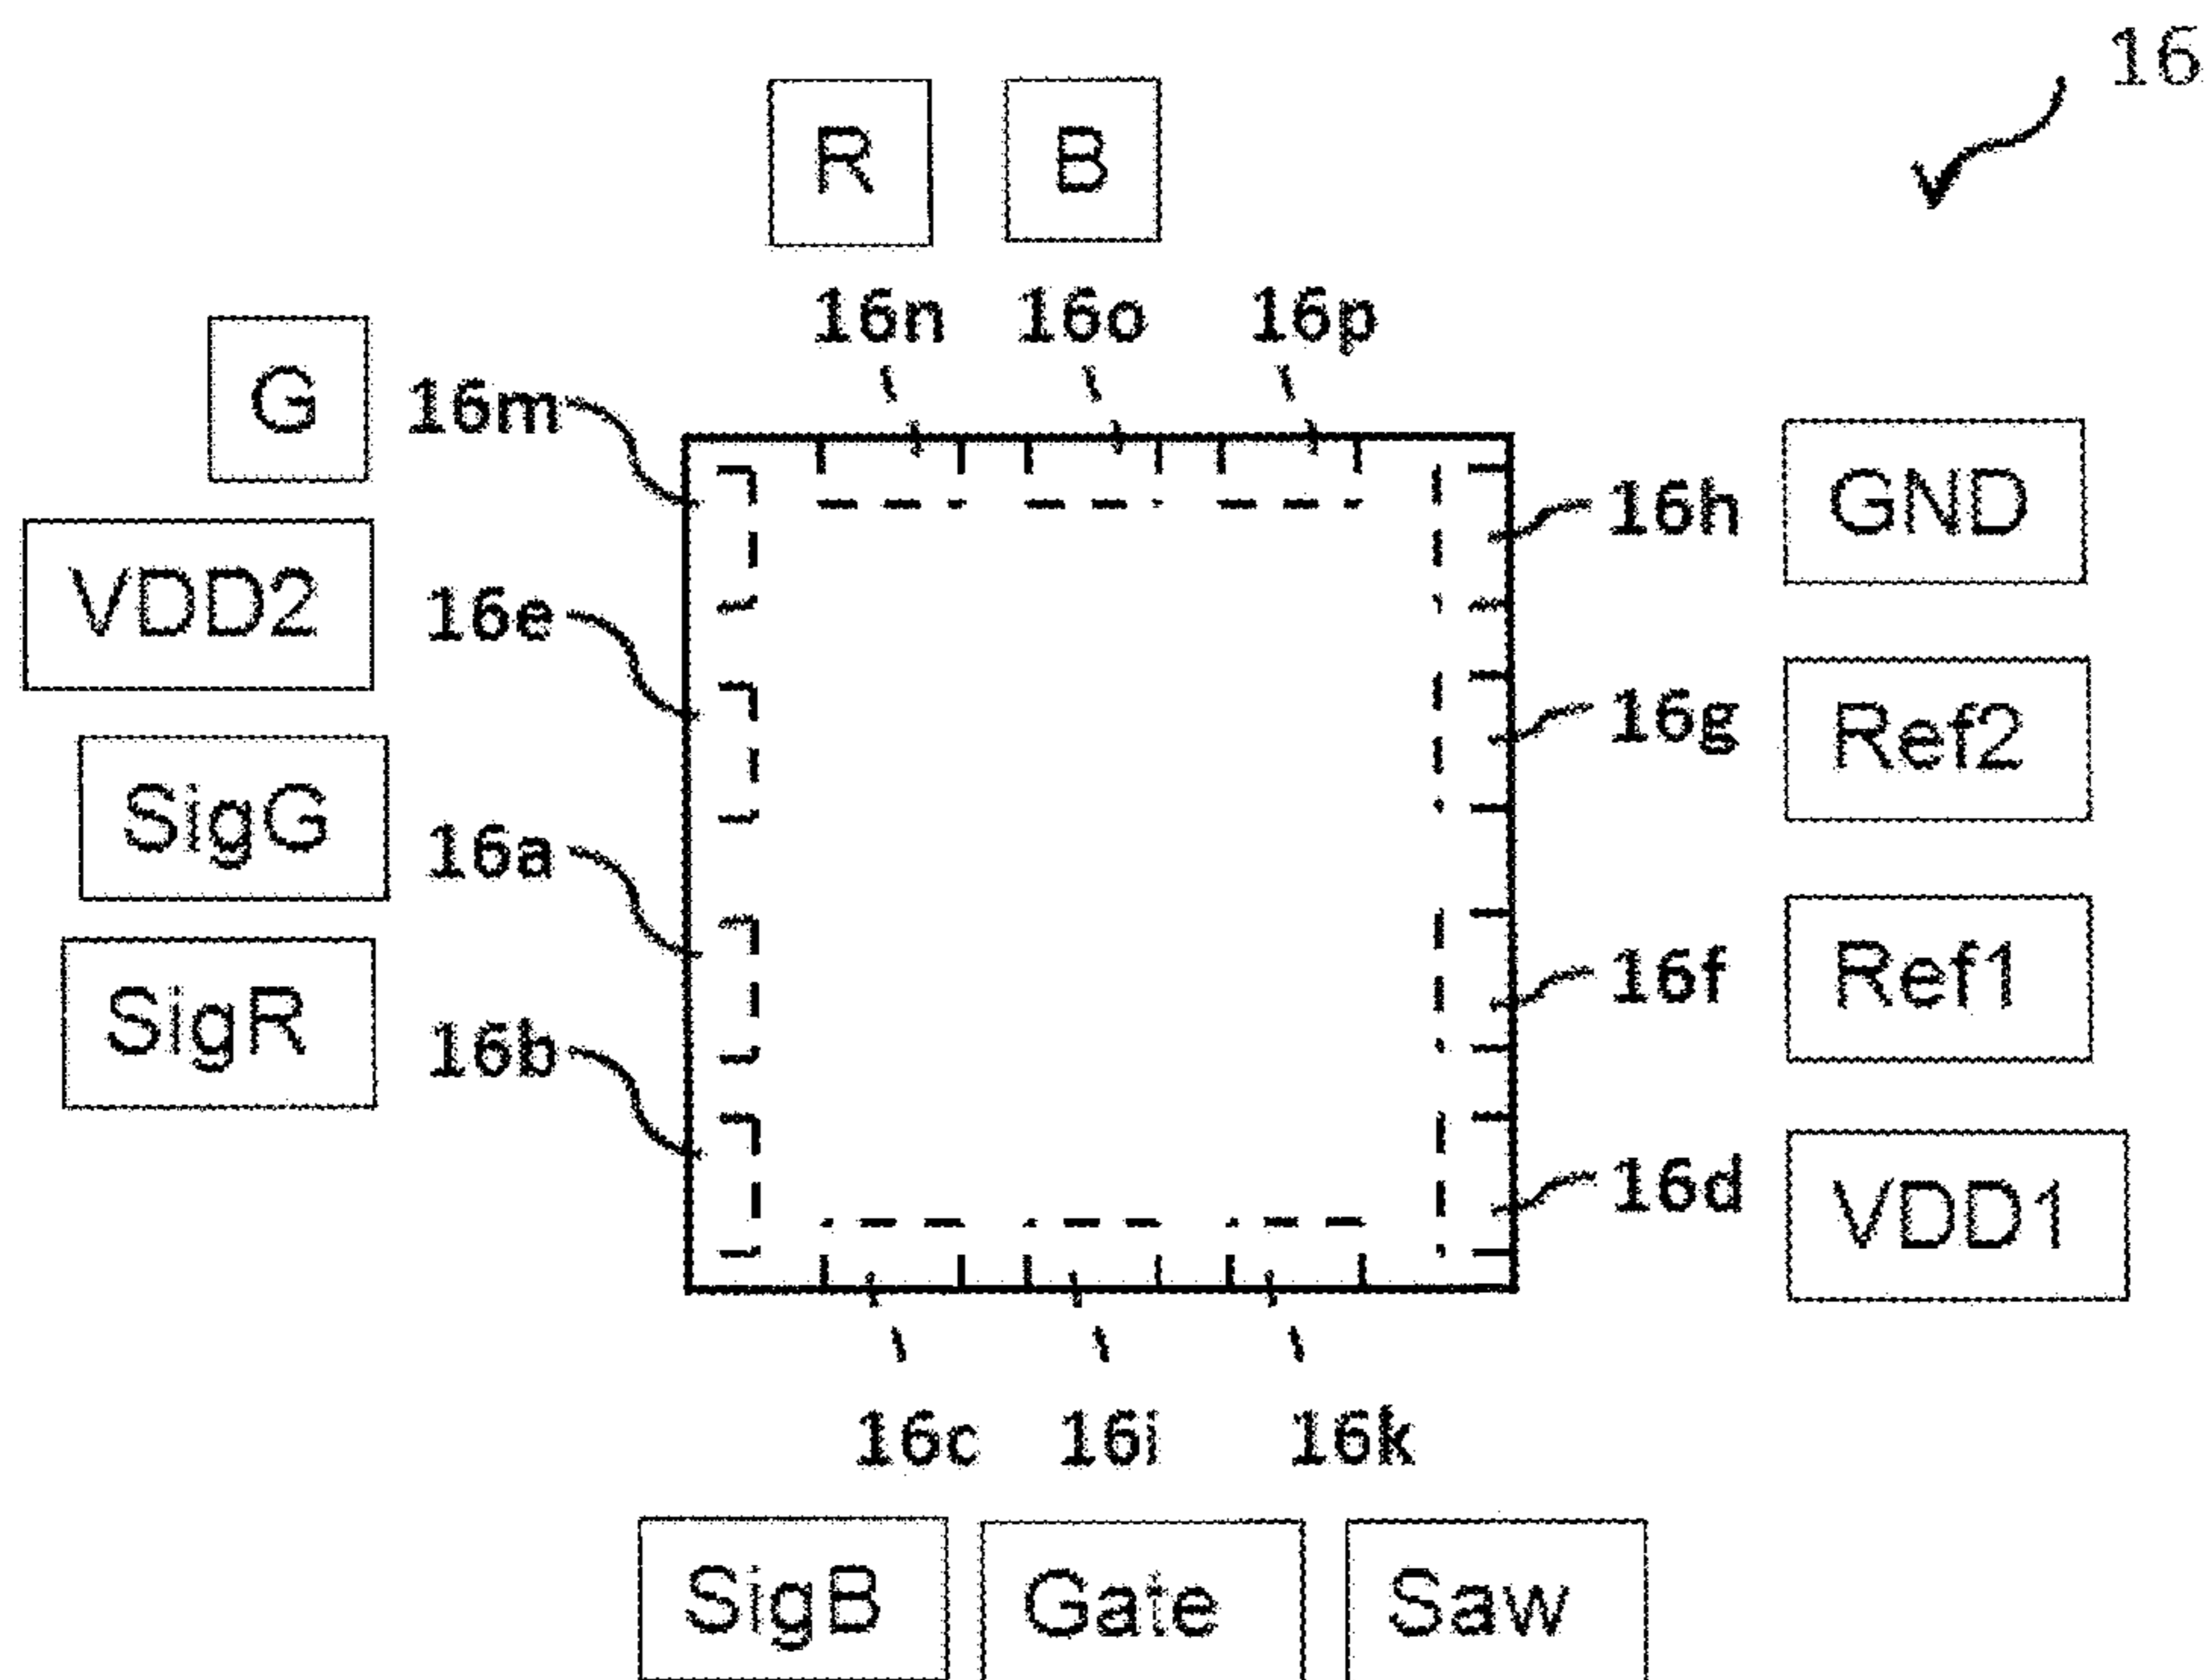 16
R B
16n 16o 16p
G 16m
16h GND
VDD2 16e
16g Ref2
SigG 16a
16f Ref1
SigR 16b
16d VDD1
16c 16i 16k
SigB Gate Saw